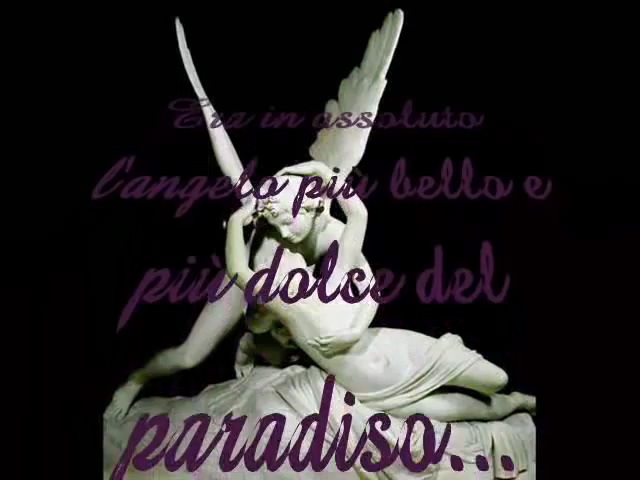 Era in assoluto
l'angelo più bello e
più dolce del
paradiso...